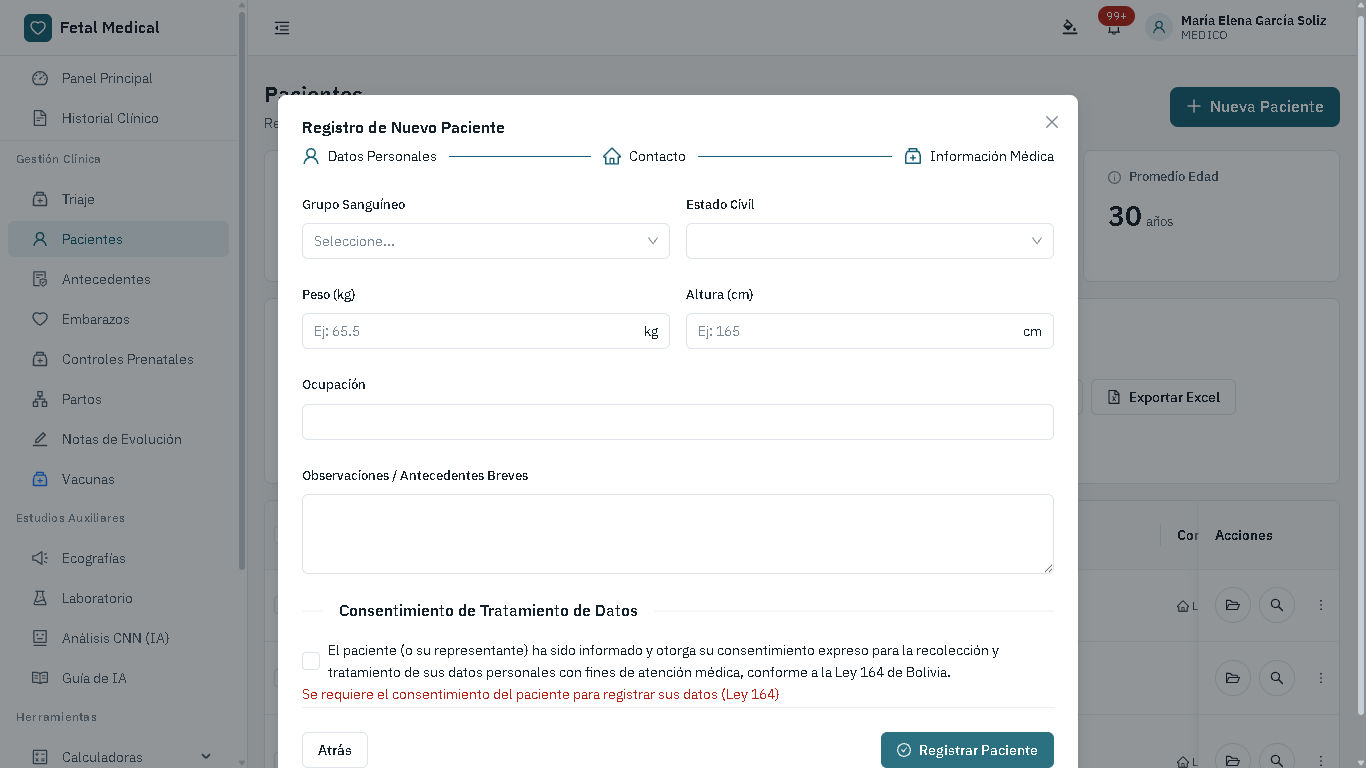 Fetal Medical
99+
María Elena García Soliz
MEDICO
Panel Principal
Historial Clínico
Gestión Clínica
Triaje
Pacientes
Antecedentes
Embarazos
Controles Prenatales
Partos
Notas de Evolución
Vacunas
Estudios Auxiliares
Ecografías
Laboratorio
Análisis CNN (IA)
Guía de IA
Herramientas
Calculadoras
Pacientes
Re
Nueva Paciente
Promedio Edad
30 años
Exportar Excel
Acciones
Registro de Nuevo Paciente
Datos Personales
Contacto
Información Médica
Grupo Sanguíneo
Estado Civil
Seleccione...
Peso (kg)
Altura (cm)
Ej: 65.5 kg
Ej: 165 cm
Ocupación
Observaciones / Antecedentes Breves
Consentimiento de Tratamiento de Datos
El paciente (o su representante) ha sido informado y otorga su consentimiento expreso para la recolección y
tratamiento de sus datos personales con fines de atención médica, conforme a la Ley 164 de Bolivia.
Se requiere el consentimiento del paciente para registrar sus datos (Ley 164)
Atrás
Registrar Paciente